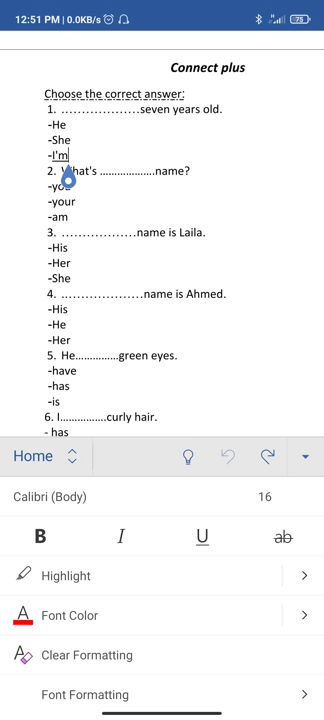 12:51 PM | 0.0KB/s
75
Connect plus
Choose the correct answer:
1. ...................seven years old.
-He
-She
-I'm
2. What's .................name?
-you
-your
-am
3. ..................name is Laila.
-His
-Her
-She
4. ....................name is Ahmed.
-His
-He
-Her
5. He..............green eyes.
-have
-has
-is
6. I...............curly hair.
- has
Home
Calibri (Body) 16
B I U ab
Highlight
A Font Color
A Clear Formatting
Font Formatting